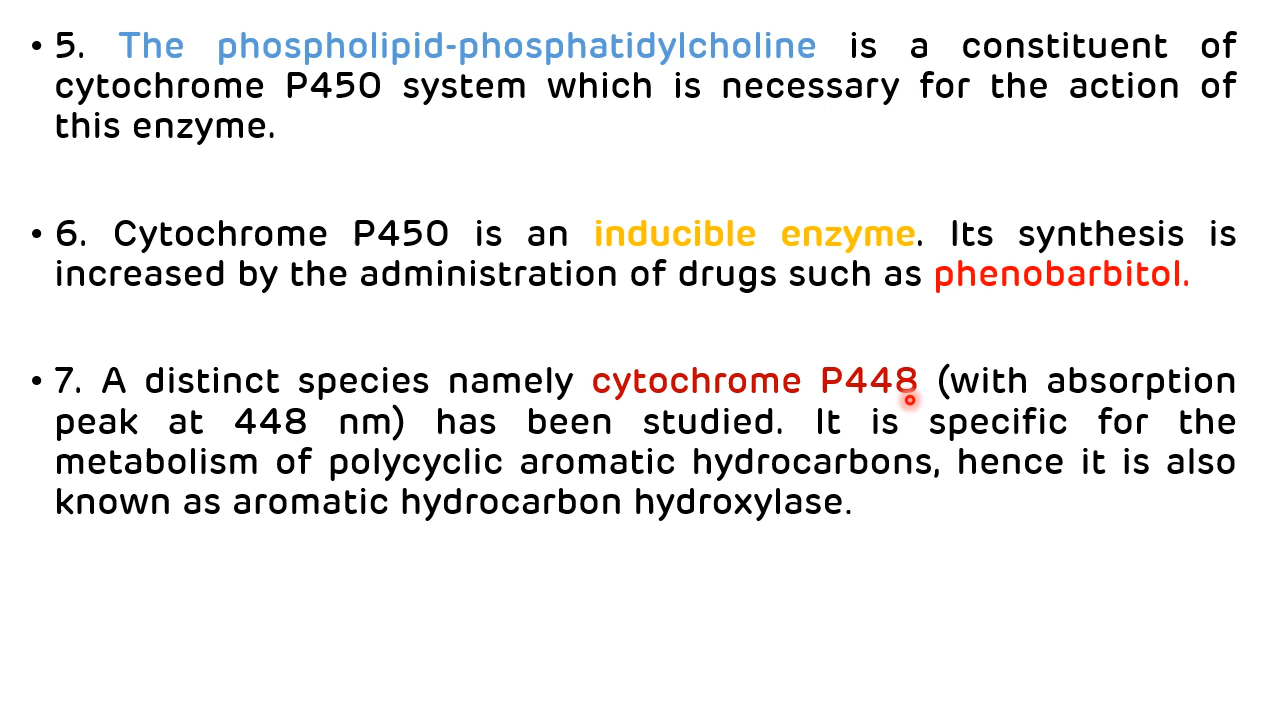 • 5. The phospholipid-phosphatidylcholine is a constituent of
cytochrome P450 system which is necessary for the action of
this enzyme.
• 6. Cytochrome P450 is an inducible enzyme. Its synthesis is
increased by the administration of drugs such as phenobarbitol.
• 7. A distinct species namely cytochrome P448 (with absorption
peak at 448 nm) has been studied. It is specific for the
metabolism of polycyclic aromatic hydrocarbons, hence it is also
known as aromatic hydrocarbon hydroxylase.